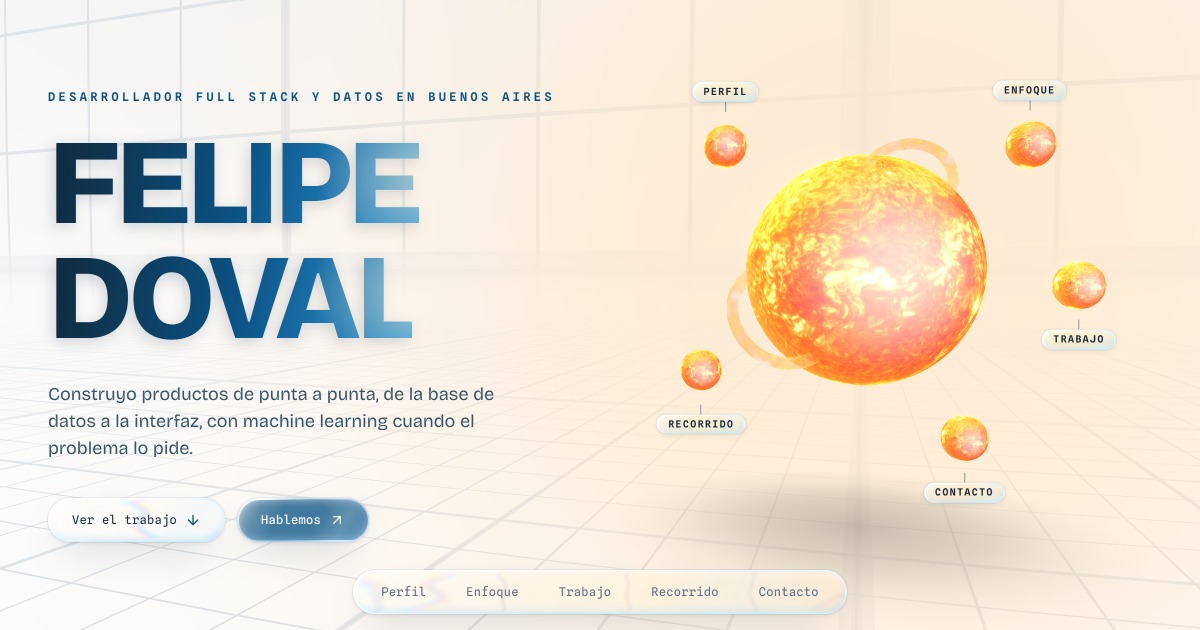 DESARROLLADOR FULL STACK Y DATOS EN BUENOS AIRES
FELIPE
DOVAL
Construyo productos de punta a punta, de la base de
datos a la interfaz, con machine learning cuando el
problema lo pide.
Ver el trabajo ↓
Hablemos ↗
PERFIL
ENFOQUE
TRABAJO
RECORRIDO
CONTACTO
Perfil
Enfoque
Trabajo
Recorrido
Contacto